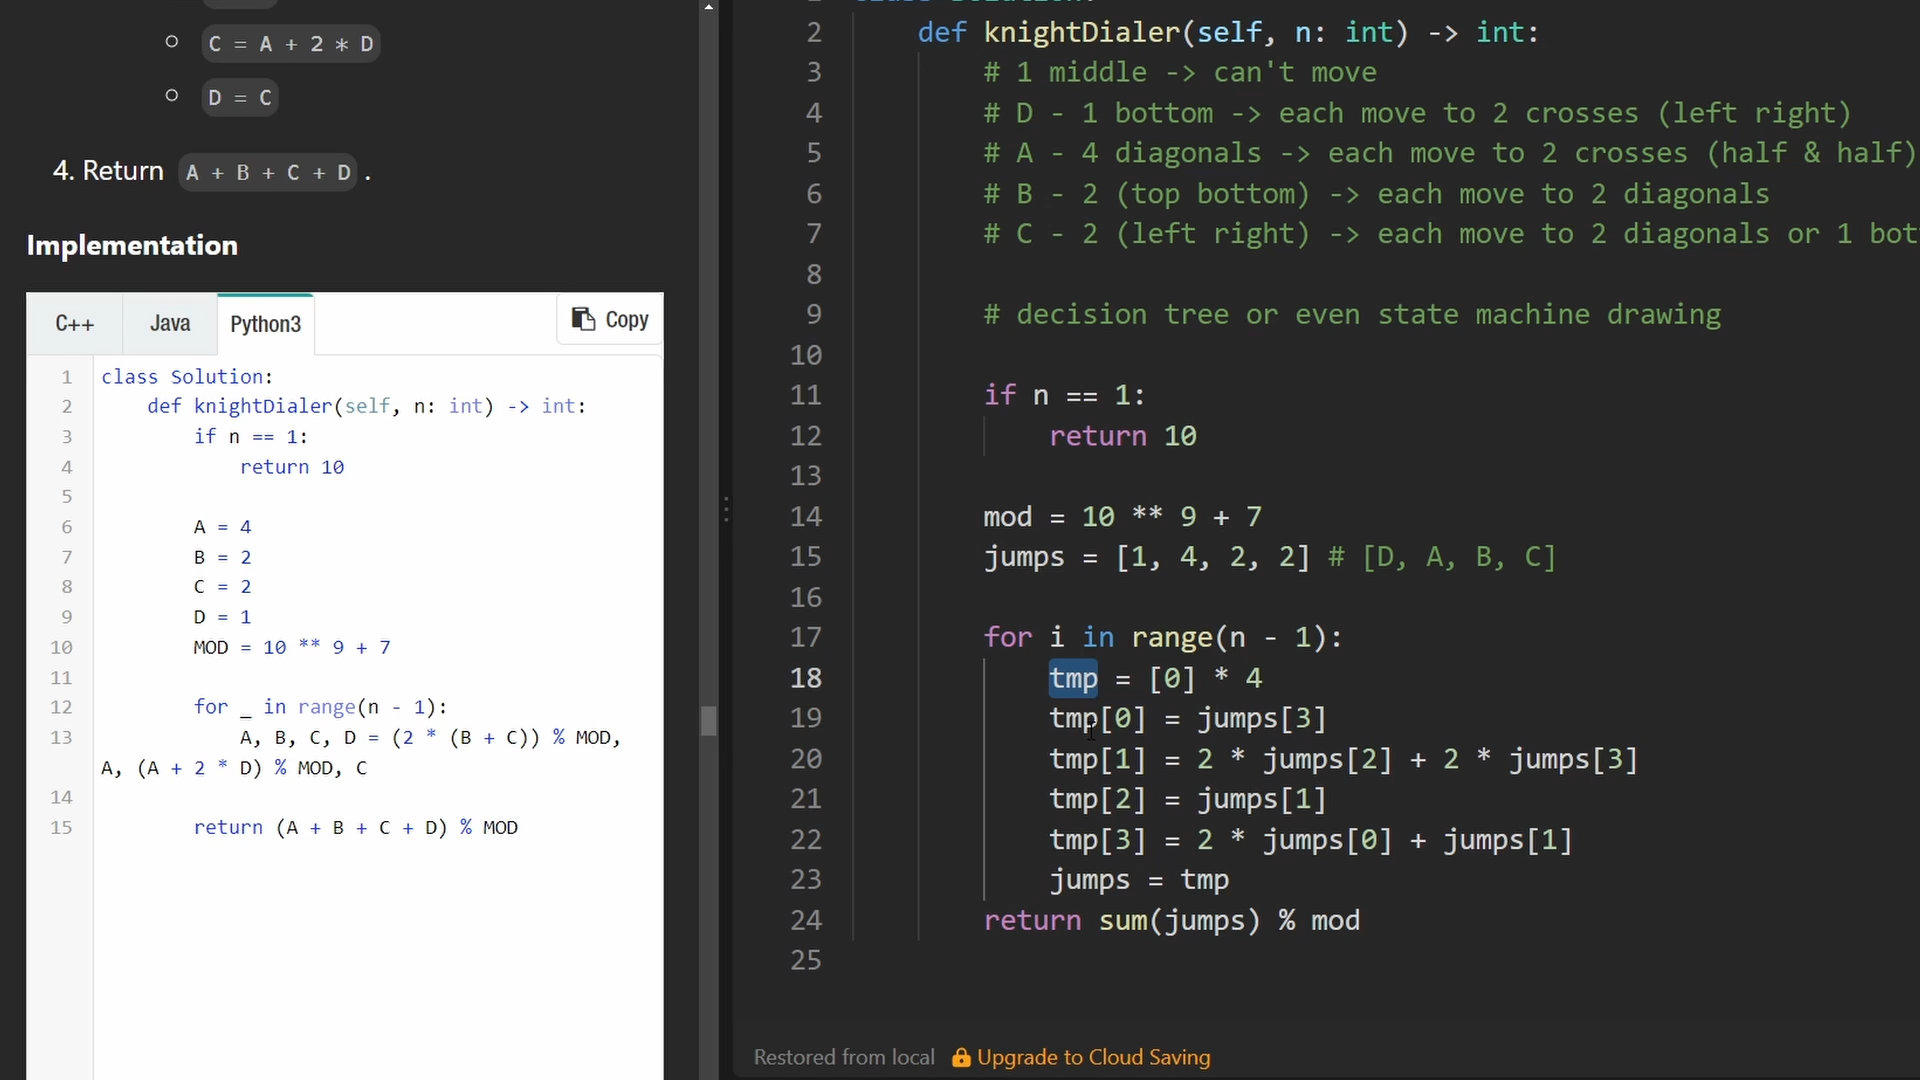 C = A + 2 * D
D = C
4. Return A + B + C + D .
Implementation
C++ Java Python3 Copy
1 class Solution:
2 def knightDialer(self, n: int) -> int:
3 if n == 1:
4 return 10
5
6 A = 4
7 B = 2
8 C = 2
9 D = 1
10 MOD = 10 ** 9 + 7
11
12 for _ in range(n - 1):
13 A, B, C, D = (2 * (B + C)) % MOD,
A, (A + 2 * D) % MOD, C
14
15 return (A + B + C + D) % MOD
2 def knightDialer(self, n: int) -> int:
3 # 1 middle -> can't move
4 # D - 1 bottom -> each move to 2 crosses (left right)
5 # A - 4 diagonals -> each move to 2 crosses (half & half)
6 # B - 2 (top bottom) -> each move to 2 diagonals
7 # C - 2 (left right) -> each move to 2 diagonals or 1 bot
8
9 # decision tree or even state machine drawing
10
11 if n == 1:
12 return 10
13
14 mod = 10 ** 9 + 7
15 jumps = [1, 4, 2, 2] # [D, A, B, C]
16
17 for i in range(n - 1):
18 tmp = [0] * 4
19 tmp[0] = jumps[3]
20 tmp[1] = 2 * jumps[2] + 2 * jumps[3]
21 tmp[2] = jumps[1]
22 tmp[3] = 2 * jumps[0] + jumps[1]
23 jumps = tmp
24 return sum(jumps) % mod
25
Restored from local Upgrade to Cloud Saving